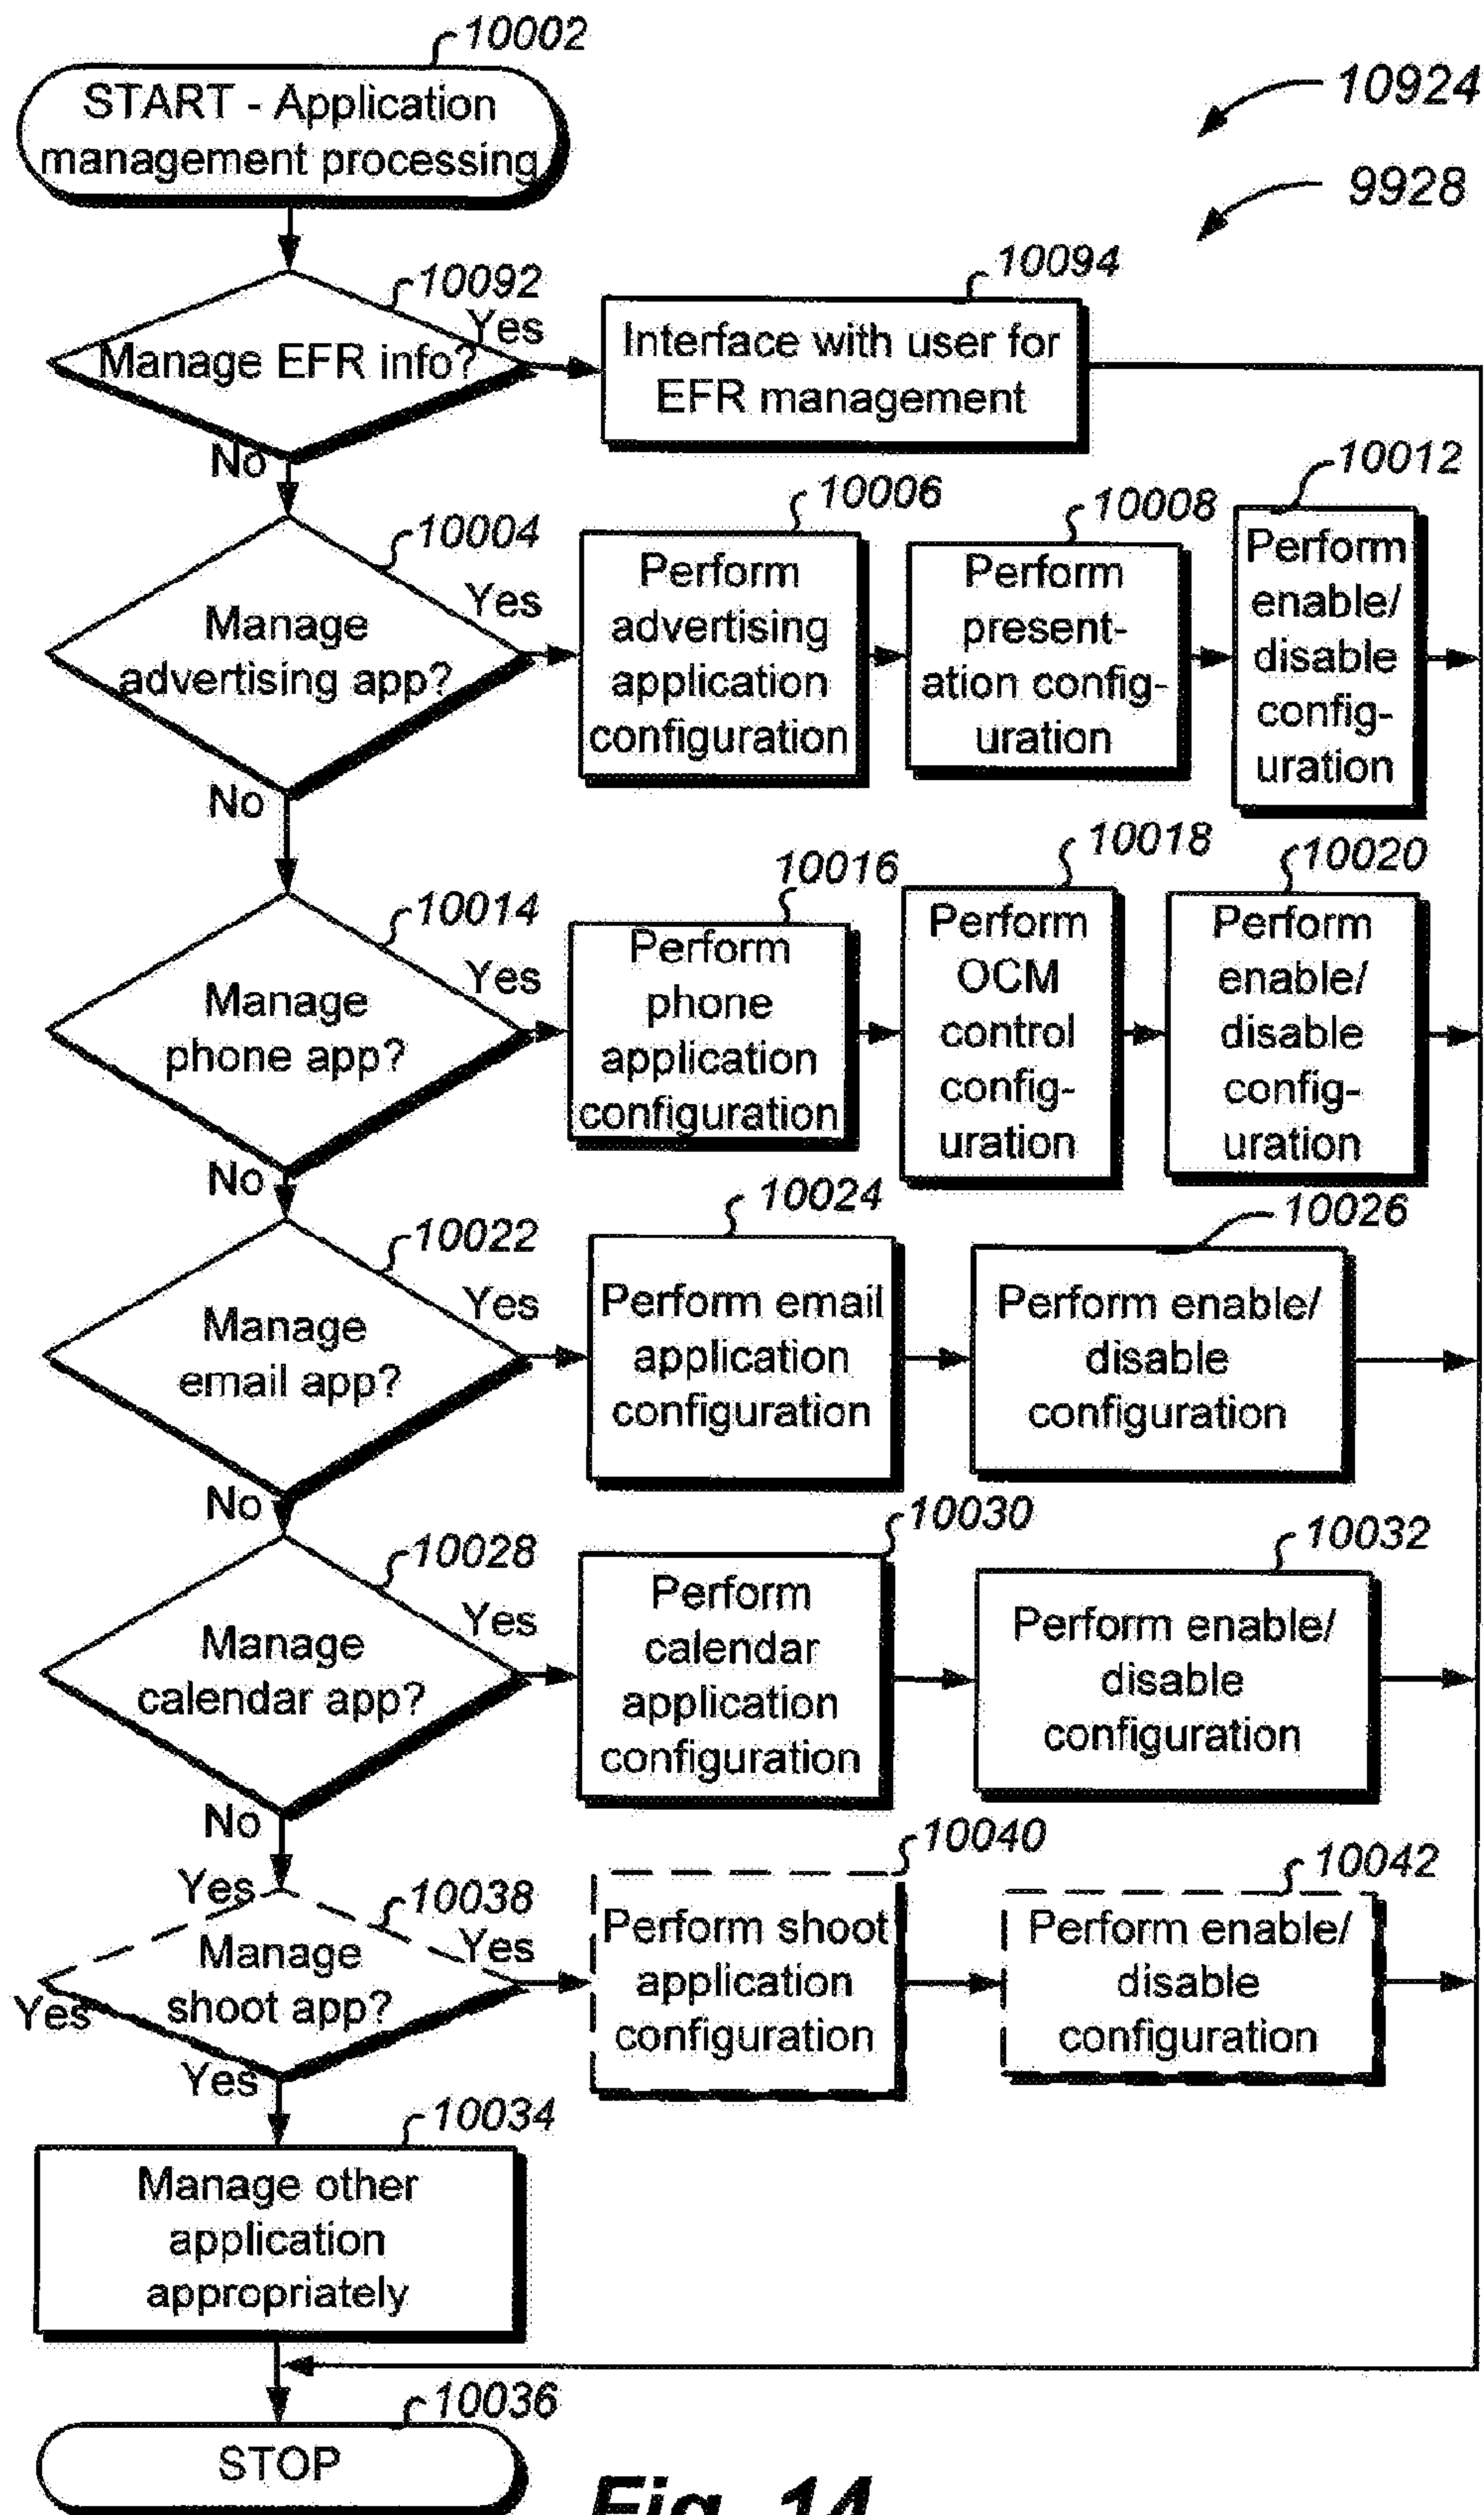 10002
START - Application
management processing
10924
9928
10092
Manage EFR info?
Yes
No
10094
Interface with user for
EFR management
10004
Manage
advertising app?
Yes
No
10006
Perform
advertising
application
configuration
10008
Perform
present-
ation config-
uration
10012
Perform
enable/
disable
config-
uration
10014
Manage
phone app?
Yes
No
10016
Perform
phone
application
configuration
10018
Perform
OCM
control
config-
uration
10020
Perform
enable/
disable
config-
uration
10022
Manage
email app?
Yes
No
10024
Perform email
application
configuration
10026
Perform enable/
disable
configuration
10028
Manage
calendar app?
Yes
No
10030
Perform
calendar
application
configuration
10032
Perform enable/
disable
configuration
Yes
10038
Manage
shoot app?
Yes
Yes
Yes
10040
Perform shoot
application
configuration
10042
Perform enable/
disable
configuration
10034
Manage other
application
appropriately
10036
STOP
Fig. 14